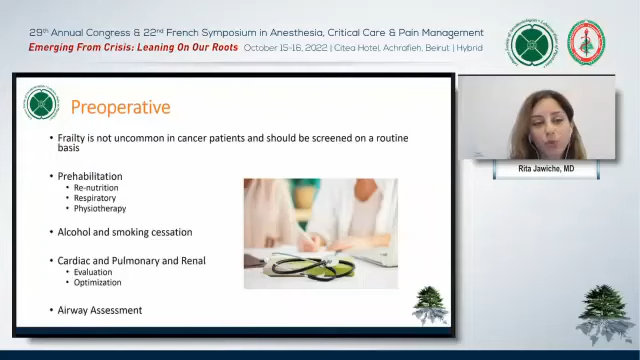 29th Annual Congress & 22nd French Symposium in Anesthesia, Critical Care & Pain Management
Emerging From Crisis: Leaning On Our Roots October 15-16, 2022 | Citea Hotel, Achrafieh, Beirut | Hybrid
Preoperative
• Frailty is not uncommon in cancer patients and should be screened on a routine
basis
• Prehabilitation
• Re-nutrition
• Respiratory
• Physiotherapy
• Alcohol and smoking cessation
• Cardiac and Pulmonary and Renal
• Evaluation
• Optimization
• Airway Assessment
Rita Jawiche, MD